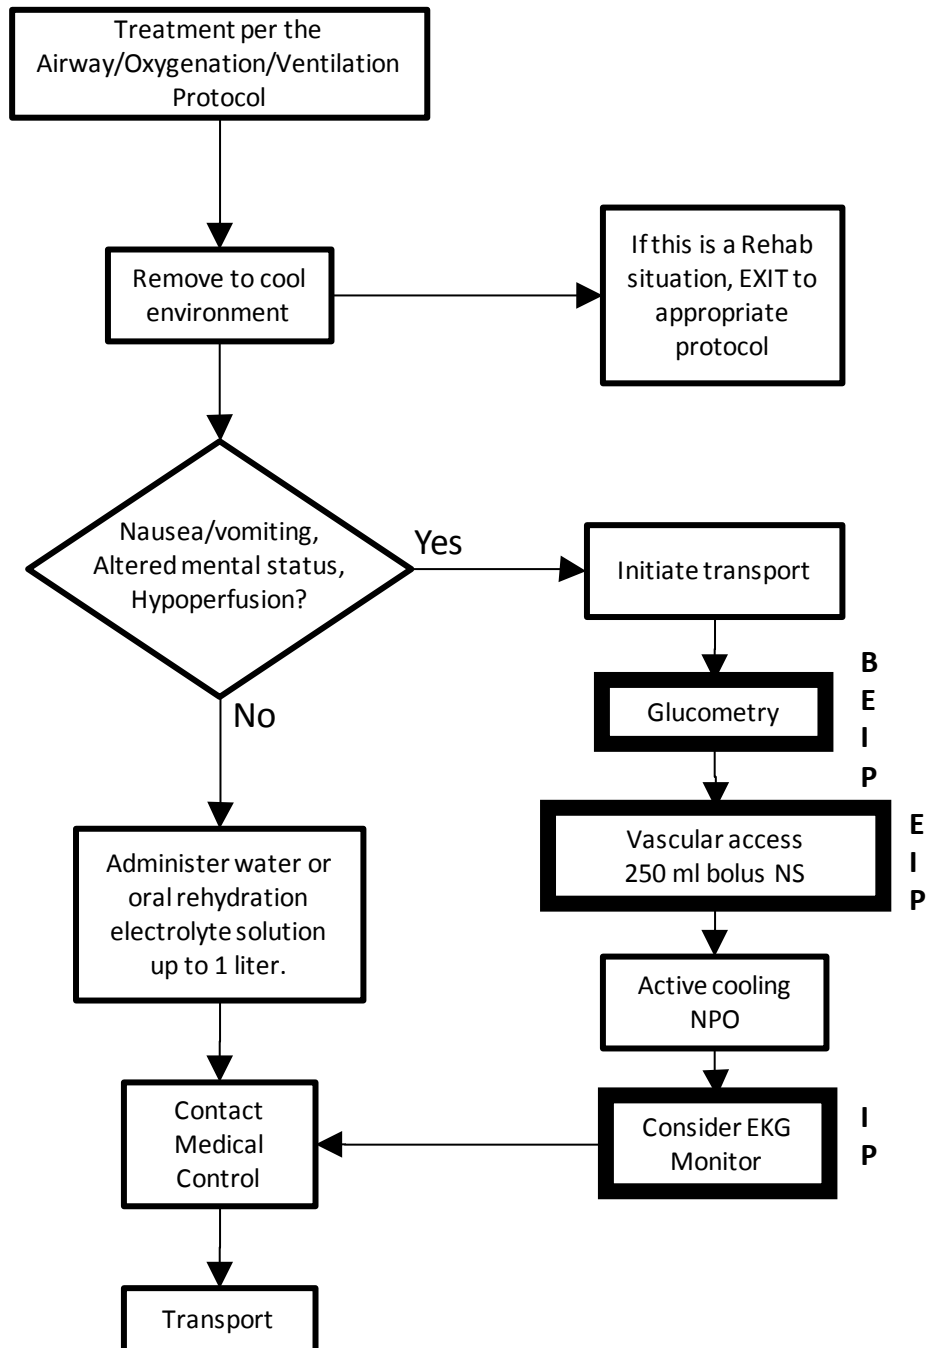 Treatment per the
Airway/Oxygenation/Ventilation
Protocol
Remove to cool
environment
If this is a Rehab
situation, EXIT to
appropriate
protocol
Nausea/vomiting,
Altered mental status,
Hypoperfusion?
Yes
Initiate transport
No
B
E
I
P
Glucometry
Vascular access
250 ml bolus NS
E
I
P
Administer water or
oral rehydration
electrolyte solution
up to 1 liter.
Active cooling
NPO
Contact
Medical
Control
Consider EKG
Monitor
I
P
Transport